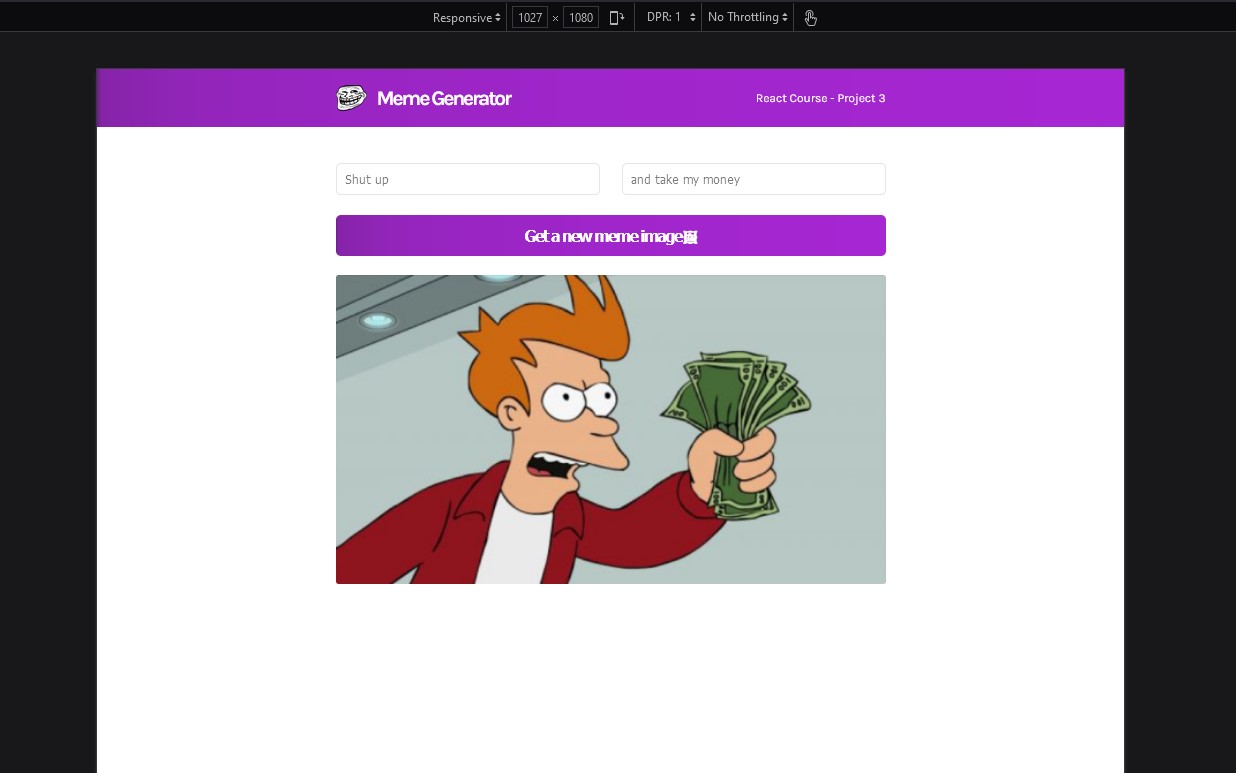 Responsive 1027 × 1080 DPR: 1 No Throttling
Meme Generator React Course - Project 3
Shut up and take my money
Get a new meme image 🖼